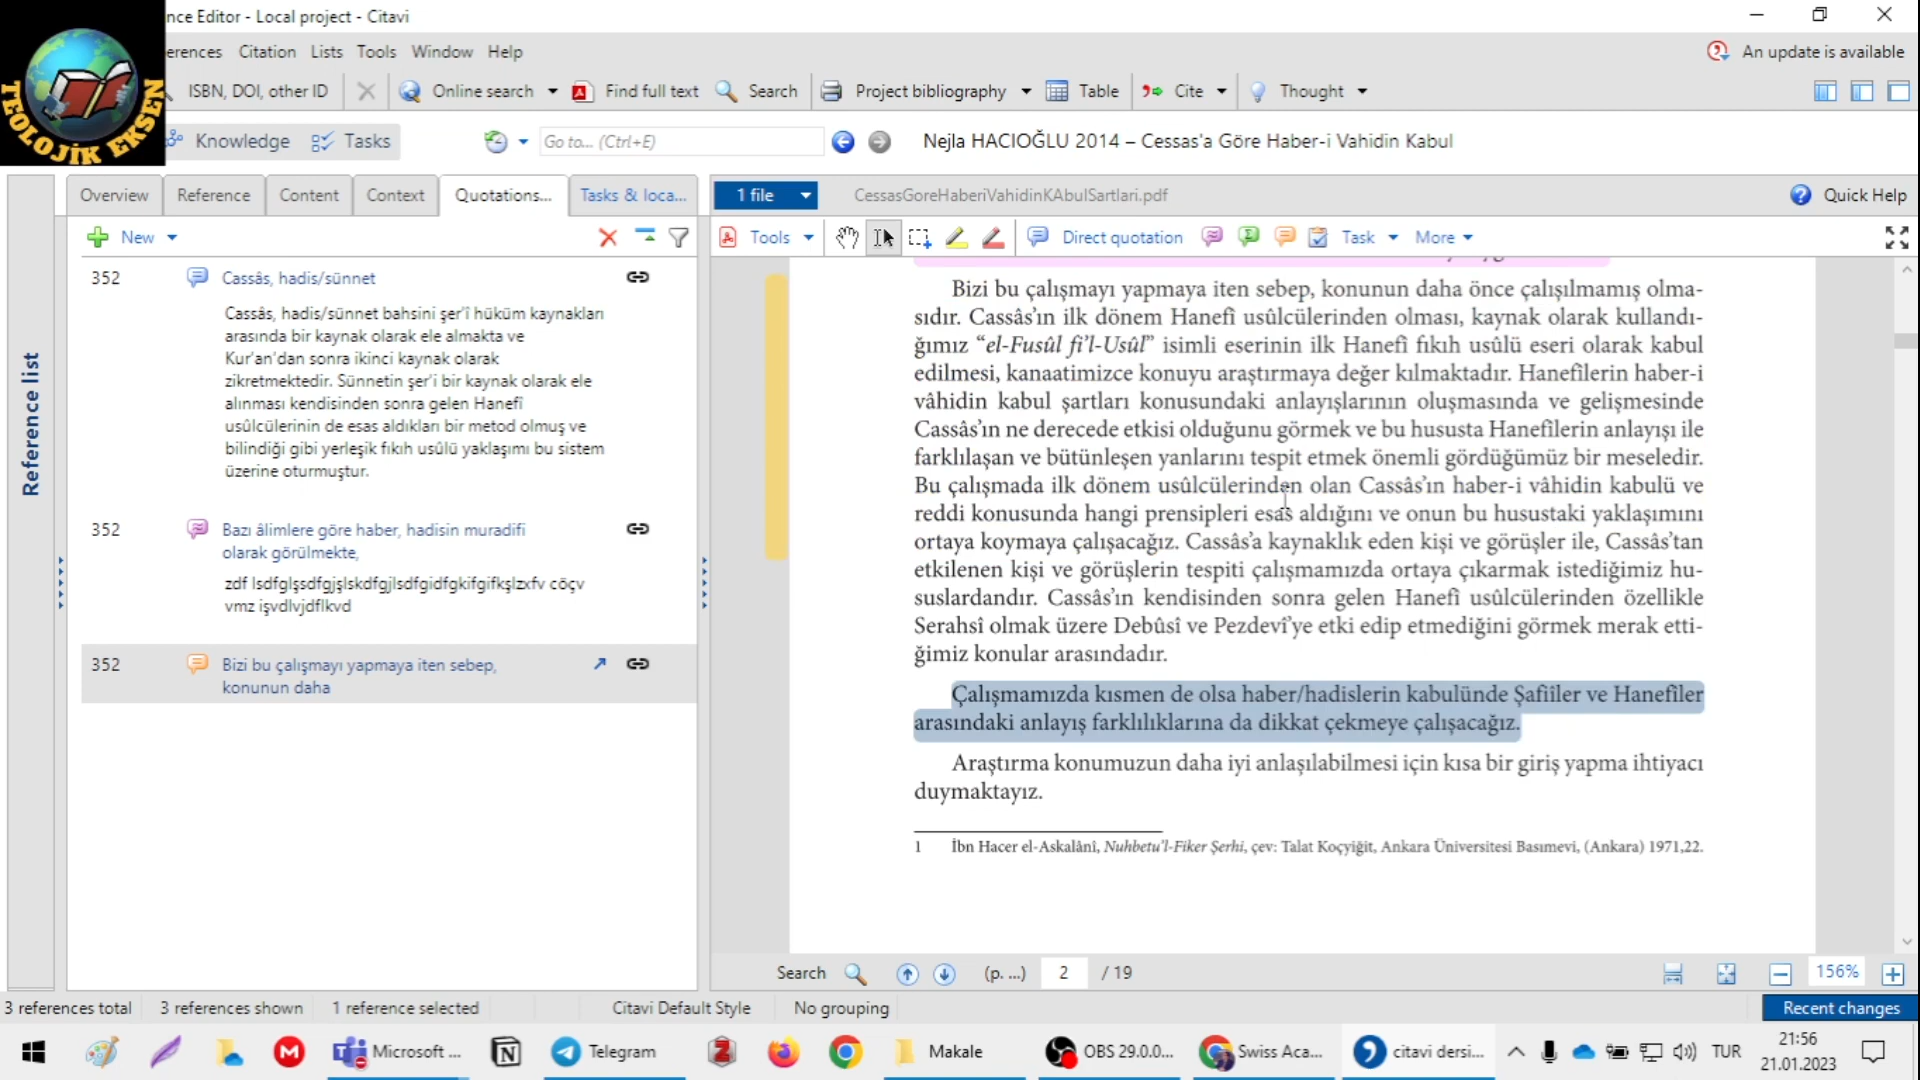 nce Editor - Local project - Citavi
erences Citation Lists Tools Window Help An update is available
ISBN, DOI, other ID Online search Find full text Search Project bibliography Table Cite Thought
TEOLOJİK EKSEN
Knowledge Tasks Go to... (Ctrl+E) Nejla HACIOĞLU 2014 – Cessas'a Göre Haber-i Vahidin Kabul
Overview Reference Content Context Quotations... Tasks & loca... 1 file CessasGoreHaberiVahidinKAbulSartlari.pdf Quick Help
New Tools Direct quotation Task More
Reference list
352 Cassâs, hadis/sünnet
Cassâs, hadis/sünnet bahsini şer'î hüküm kaynakları
arasında bir kaynak olarak ele almakta ve
Kur'an'dan sonra ikinci kaynak olarak
zikretmektedir. Sünnetin şer'i bir kaynak olarak ele
alınması kendisinden sonra gelen Hanefî
usûlcülerinin de esas aldıkları bir metod olmuş ve
bilindiği gibi yerleşik fıkıh usûlü yaklaşımı bu sistem
üzerine oturmuştur.
352 Bazı âlimlere göre haber, hadisin muradifi
olarak görülmekte,
zdf lsdfglşsdfgjşlskdfgjlsdfgidfgkifgifkşlzxfv cöçv
vmz işvdlvjdflkvd
352 Bizi bu çalışmayı yapmaya iten sebep,
konunun daha
Bizi bu çalışmayı yapmaya iten sebep, konunun daha önce çalışılmamış olma-
sıdır. Cassâs'ın ilk dönem Hanefî usûlcülerinden olması, kaynak olarak kullandı-
ğımız “el-Fusûl fi'l-Usûl” isimli eserinin ilk Hanefî fıkıh usûlü eseri olarak kabul
edilmesi, kanaatimizce konuyu araştırmaya değer kılmaktadır. Hanefîlerin haber-i
vâhidin kabul şartları konusundaki anlayışlarının oluşmasında ve gelişmesinde
Cassâs'ın ne derecede etkisi olduğunu görmek ve bu hususta Hanefîlerin anlayışı ile
farklılaşan ve bütünleşen yanlarını tespit etmek önemli gördüğümüz bir meseledir.
Bu çalışmada ilk dönem usûlcülerinden olan Cassâs'ın haber-i vâhidin kabulü ve
reddi konusunda hangi prensipleri esas aldığını ve onun bu husustaki yaklaşımını
ortaya koymaya çalışacağız. Cassâs'a kaynaklık eden kişi ve görüşler ile, Cassâs'tan
etkilenen kişi ve görüşlerin tespiti çalışmamızda ortaya çıkarmak istediğimiz hu-
suslardandır. Cassâs'ın kendisinden sonra gelen Hanefî usûlcülerinden özellikle
Serahsî olmak üzere Debûsî ve Pezdevî'ye etki edip etmediğini görmek merak etti-
ğimiz konular arasındadır.
Çalışmamızda kısmen de olsa haber/hadislerin kabulünde Şafiîler ve Hanefîler
arasındaki anlayış farklılıklarına da dikkat çekmeye çalışacağız.
Araştırma konumuzun daha iyi anlaşılabilmesi için kısa bir giriş yapma ihtiyacı
duymaktayız.
1 İbn Hacer el-Askalânî, Nuhbetu'l-Fiker Şerhi, çev: Talat Koçyiğit, Ankara Üniversitesi Basımevi, (Ankara) 1971,22.
Search (p. ...) 2 / 19 156%
3 references total 3 references shown 1 reference selected Citavi Default Style No grouping Recent changes
Microsoft ... Telegram Makale OBS 29.0.0... Swiss Aca... citavi dersi... TUR 21:56
21.01.2023